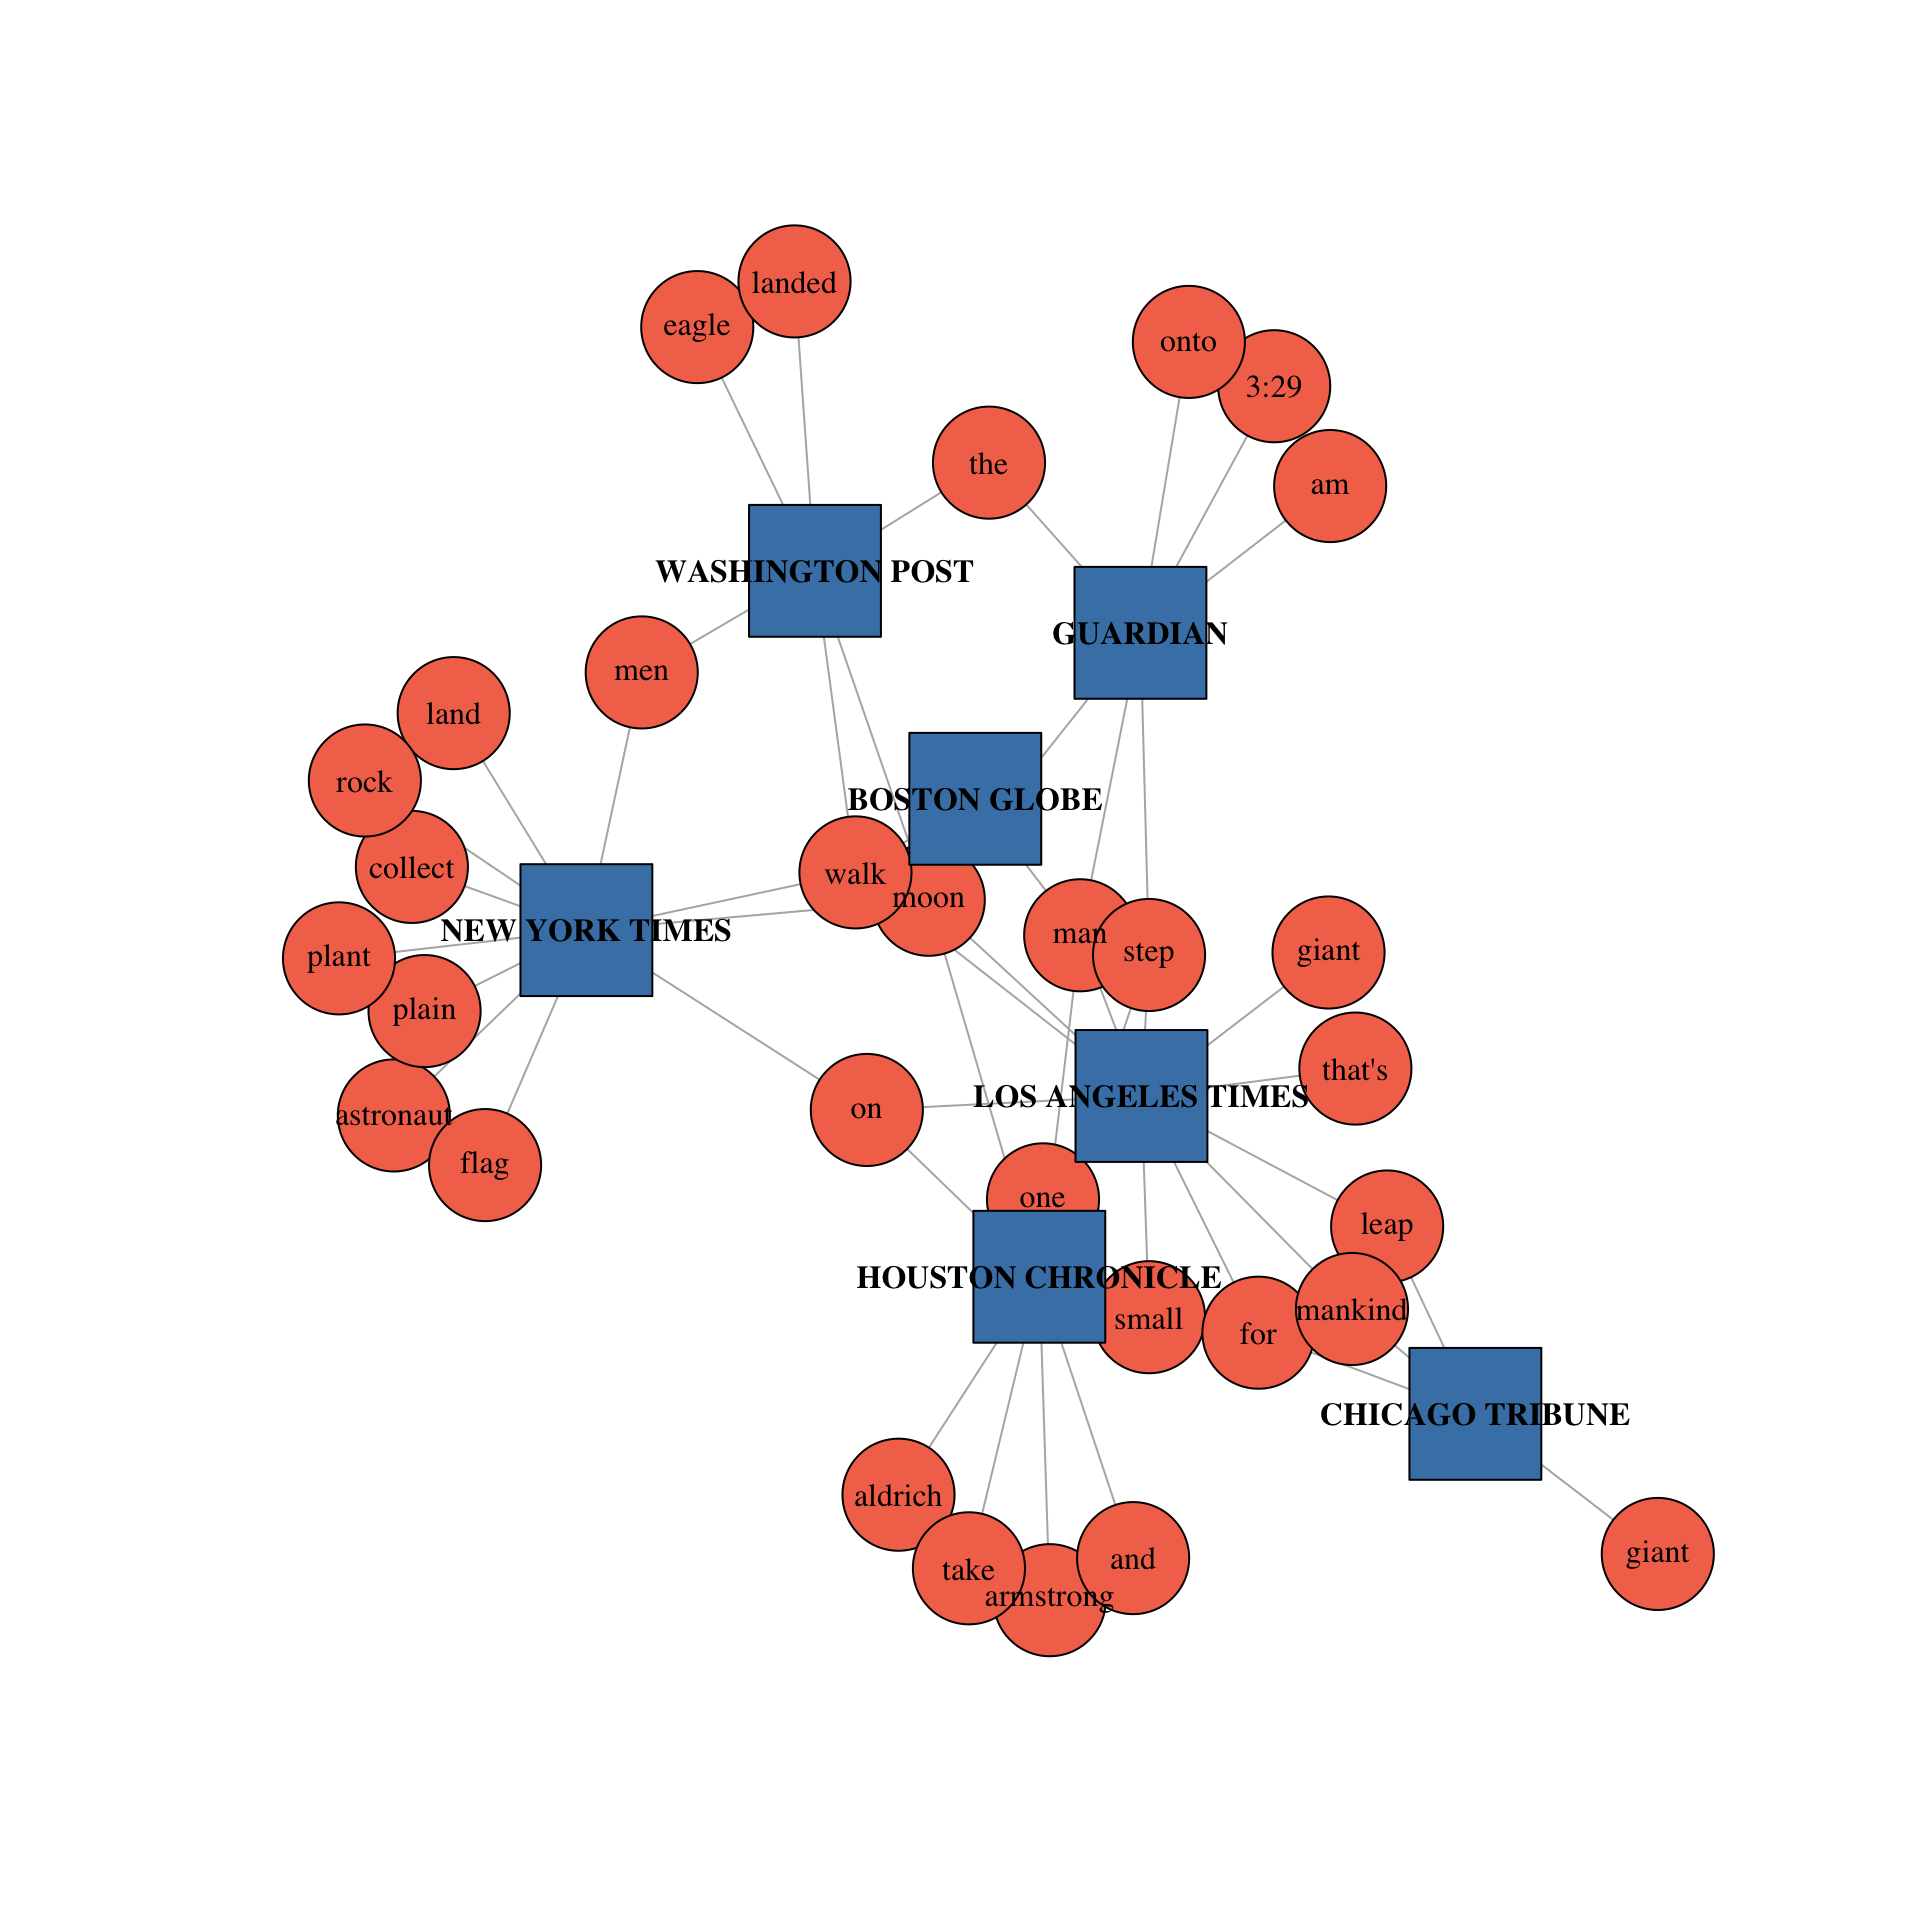 landed
eagle
onto
3:29
the
am
WASHINGTON POST
GUARDIAN
men
land
rock
BOSTON GLOBE
collect
walk
moon
NEW YORK TIMES
man
step
giant
plant
plain
that's
LOS ANGELES TIMES
on
astronaut
flag
one
leap
HOUSTON CHRONICLE
mankind
small
for
CHICAGO TRIBUNE
aldrich
giant
and
take
armstrong